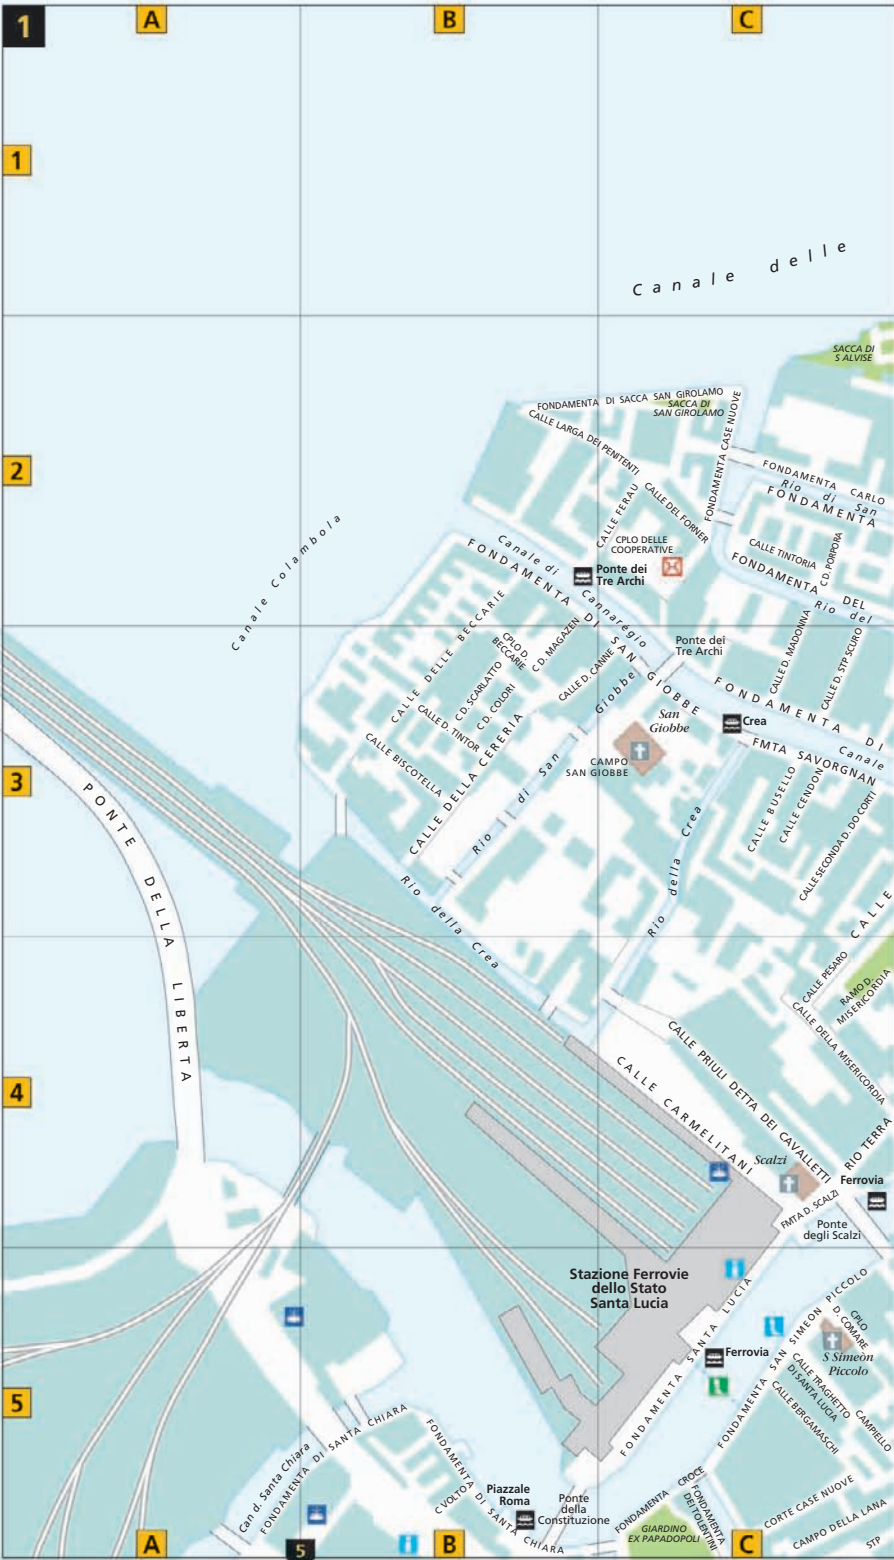 1
A
B
C
1
Canale delle
SACCA DI
S ALVISE
FONDAMENTA DI SACCA SAN GIROLAMO
SACCA DI
SAN GIROLAMO
CALLE LARGA DEI PENITENTI
FONDAMENTA CASE NUOVE
2
FONDAMENTA CARLO
Rio di San
FONDAMENTA
CALLE FERAU
CALLE DEL FORNER
CPLO DELLE
COOPERATIVE
CALLE TINTORIA
C D. PORPORA
Canale Colambola
Canale di Cannaregio
FONDAMENTA DI SAN GIOBBE
Ponte dei
Tre Archi
FONDAMENTA DEL
Rio del
CALLE DELLE BECCARIE
CPLO D.
BECCARIE
C D. MAGAZEN
Ponte dei
Tre Archi
CALLE D. MADONNA
CALLE D. STP SCURO
C D. SCARLATTO
C D. COLORI
CALLE D. CANNE
CALLE D. TINTOR
FONDAMENTA DI
Canale
San
Giobbe
Crea
CALLE BISCOTELLA
CALLE DELLA CERERIA
Rio di San Giobbe
CAMPO
SAN GIOBBE
FMTA SAVORGNAN
3
PONTE DELLA LIBERTA
CALLE BUSELLO
CALLE CENDON
CALLE SECONDA D. DO CORTI
Rio della Crea
Rio della Crea
CALLE
CALLE PESARO
RAMO D.
MISERICORDIA
CALLE DELLA MISERICORDIA
4
CALLE PRIULI DETTA DEI CAVALLETTI
CALLE CARMELITANI
RIO TERRA
Scalzi
Ferrovia
FMTA D. SCALZI
Ponte
degli Scalzi
Stazione Ferrovie
dello Stato
Santa Lucia
FONDAMENTA SANTA LUCIA
FONDAMENTA SAN SIMEON PICCOLO
CPLO
D. COMARE
Ferrovia
S Simeòn
Piccolo
CALLE TRAGHETTO
DI SANTA LUCIA
CALLE BERGAMASCHI
CAMPIELLO
5
Can d. Santa Chiara
FONDAMENTA DI SANTA CHIARA
FONDAMENTA DI SANTA CHIARA
C VOLTO
Piazzale
Roma
Ponte
della
Constituzione
FONDAMENTA CROCE
FONDAMENTA
DEI TOLENTINI
CORTE CASE NUOVE
CAMPO DELLA LANA
GIARDINO
EX PAPADOPOLI
STP
A
5
B
C